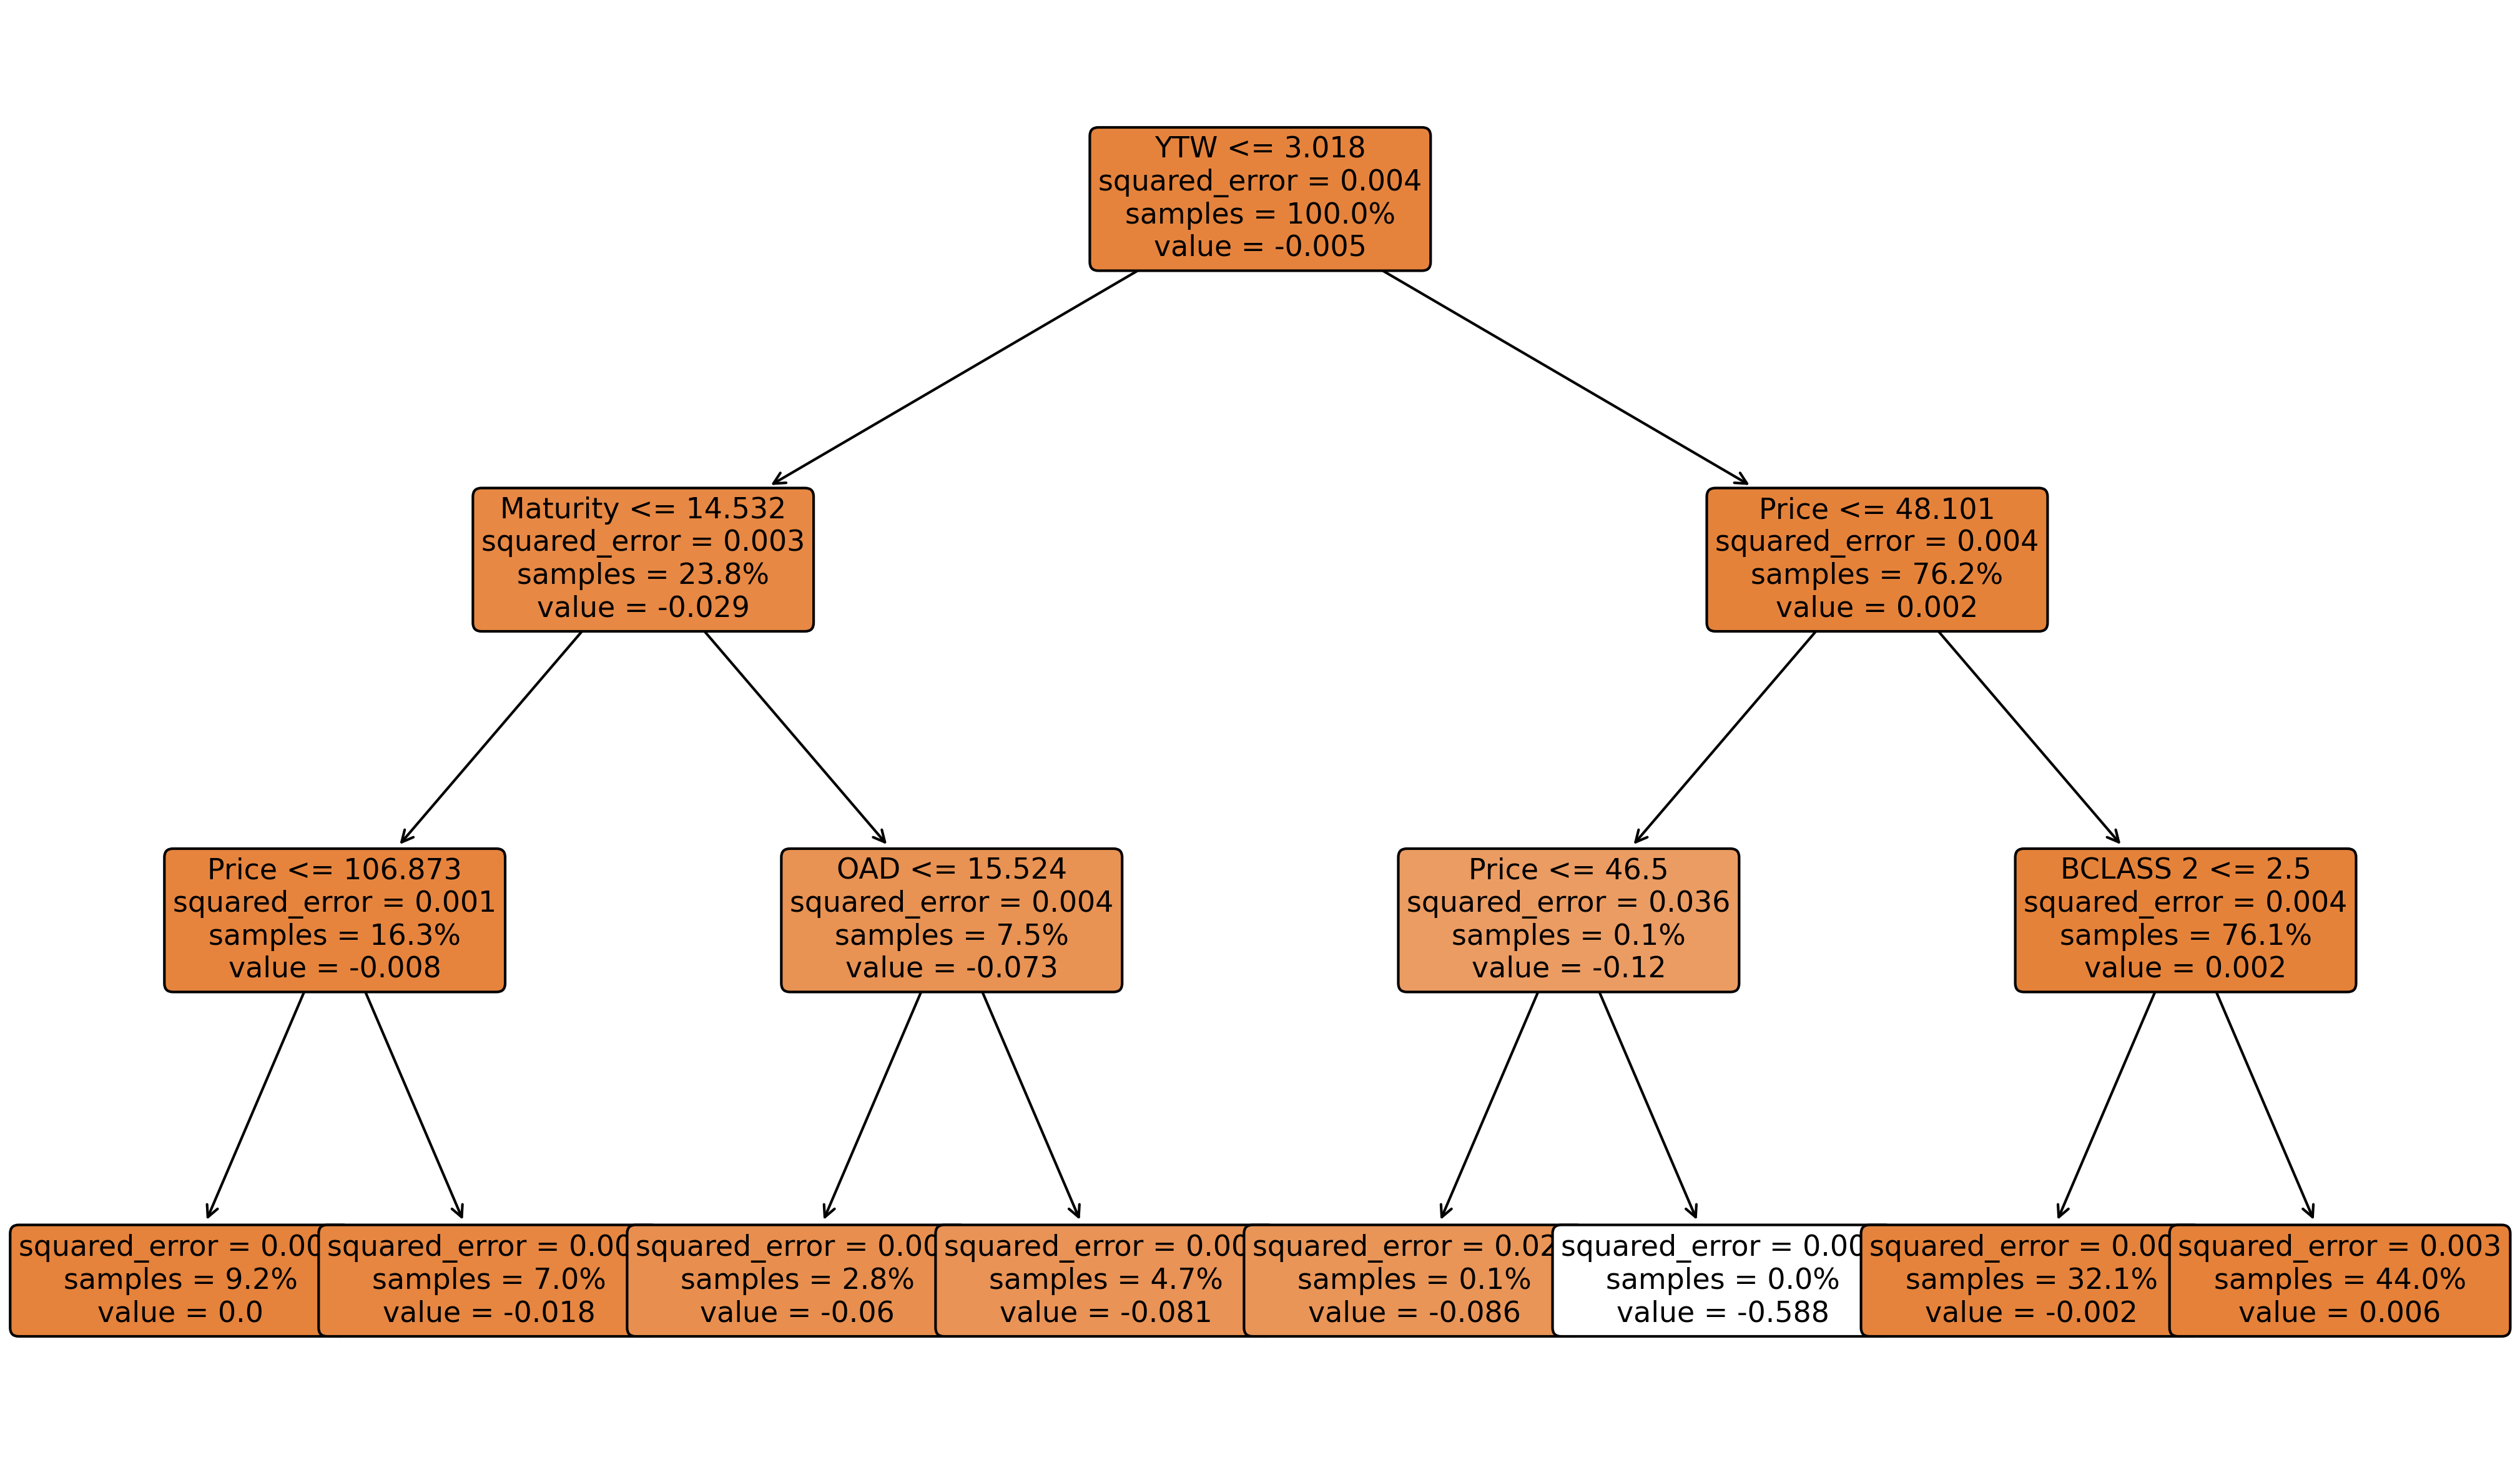 YTW <= 3.018
squared_error = 0.004
samples = 100.0%
value = -0.005
Maturity <= 14.532
squared_error = 0.003
samples = 23.8%
value = -0.029
Price <= 48.101
squared_error = 0.004
samples = 76.2%
value = 0.002
Price <= 106.873
squared_error = 0.001
samples = 16.3%
value = -0.008
OAD <= 15.524
squared_error = 0.004
samples = 7.5%
value = -0.073
Price <= 46.5
squared_error = 0.036
samples = 0.1%
value = -0.12
BCLASS 2 <= 2.5
squared_error = 0.004
samples = 76.1%
value = 0.002
squared_error = 0.00
samples = 9.2%
value = 0.0
squared_error = 0.00
samples = 7.0%
value = -0.018
squared_error = 0.00
samples = 2.8%
value = -0.06
squared_error = 0.00
samples = 4.7%
value = -0.081
squared_error = 0.02
samples = 0.1%
value = -0.086
squared_error = 0.00
samples = 0.0%
value = -0.588
squared_error = 0.00
samples = 32.1%
value = -0.002
squared_error = 0.003
samples = 44.0%
value = 0.006